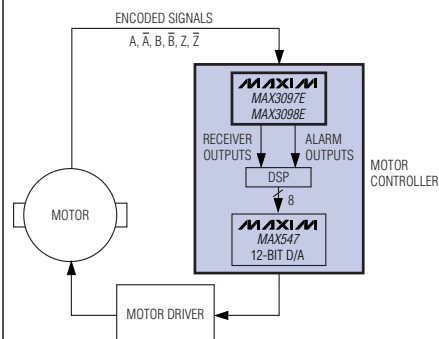 ENCODED SIGNALS
A, A̅, B, B̅, Z, Z̅
MAXIM
MAX3097E
MAX3098E
RECEIVER
OUTPUTS
ALARM
OUTPUTS
DSP
8
MAXIM
MAX547
12-BIT D/A
MOTOR
CONTROLLER
MOTOR
MOTOR DRIVER